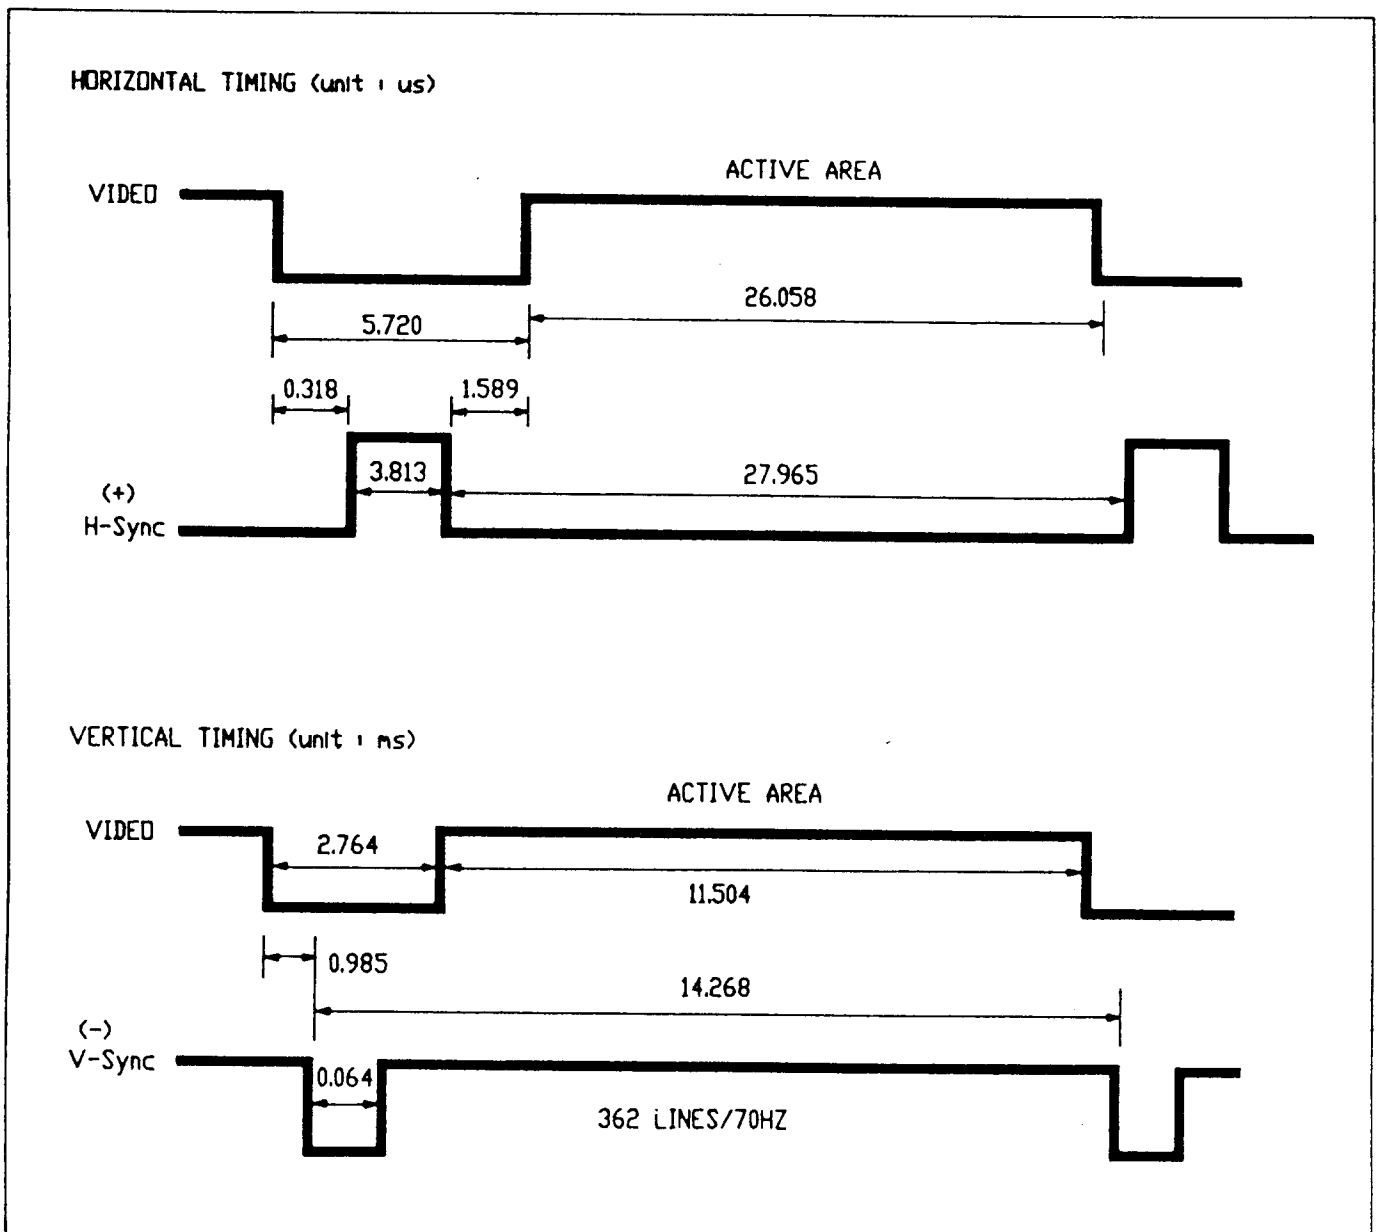 HORIZONTAL TIMING (unit : us)
ACTIVE AREA
VIDEO
26.058
5.720
0.318
1.589
3.813
27.965
(+)
H-Sync
VERTICAL TIMING (unit : ms)
ACTIVE AREA
VIDEO
2.764
11.504
0.985
14.268
(-)
V-Sync
0.064
362 LINES/70HZ